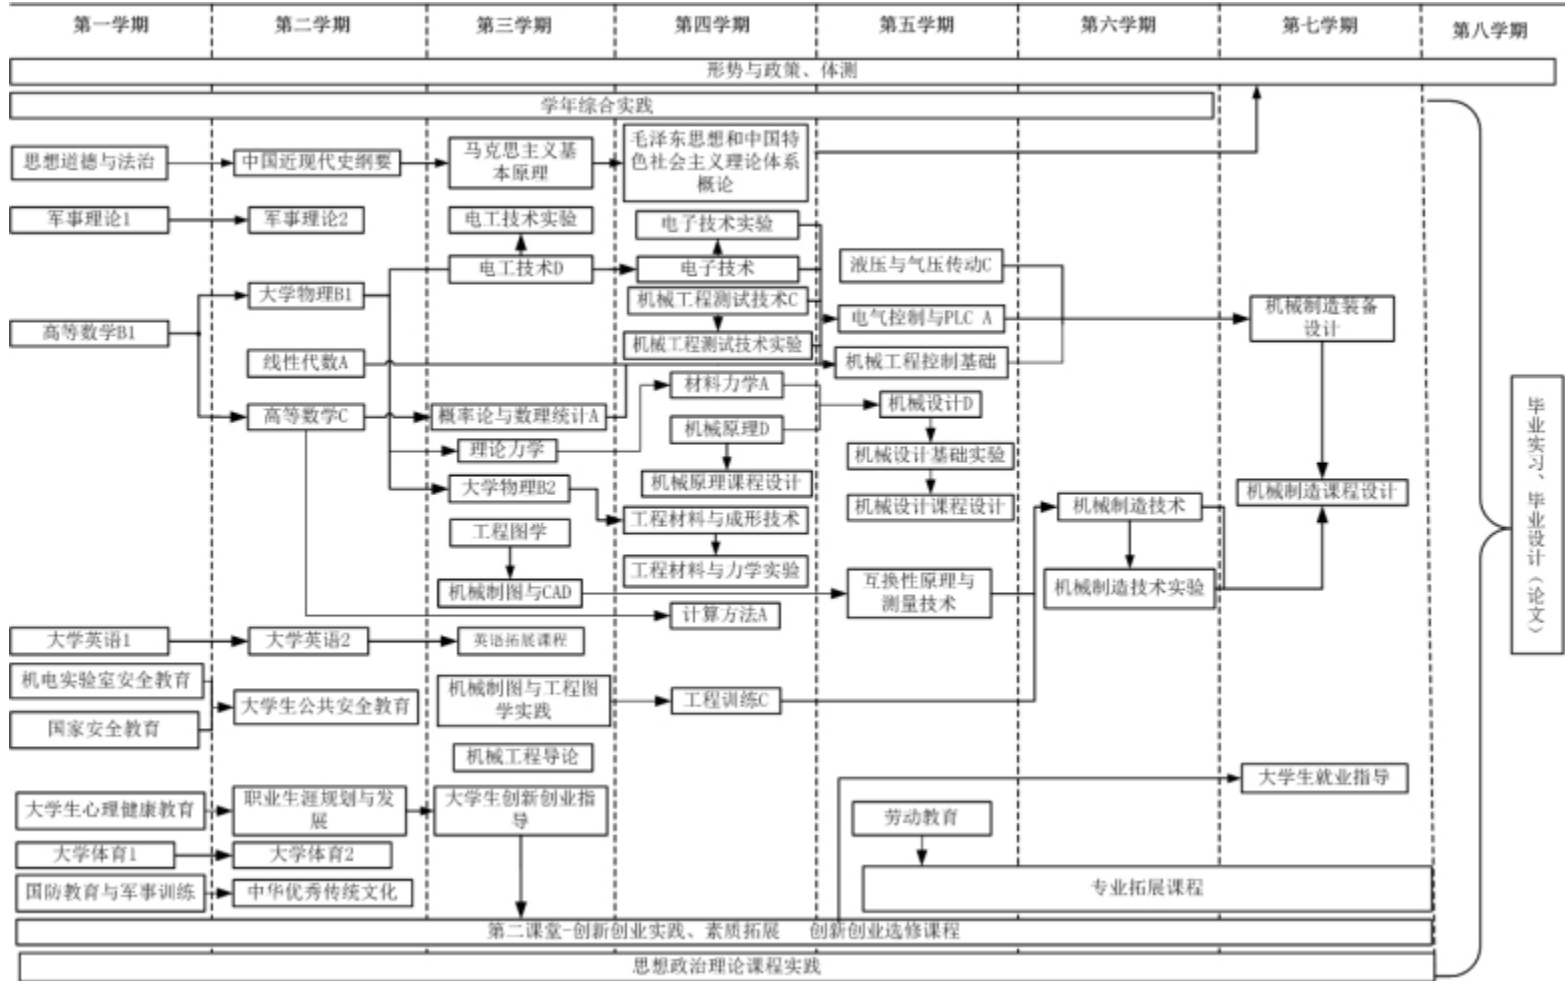 第一学期
第二学期
第三学期
第四学期
第五学期
第六学期
第七学期
第八学期
形势与政策、体测
学年综合实践
思想道德与法治
中国近现代史纲要
马克思主义基
本原理
毛泽东思想和中国特
色社会主义理论体系
概论
军事理论1
军事理论2
电工技术实验
电子技术实验
电工技术D
电子技术
液压与气压传动C
大学物理B1
机械工程测试技术C
高等数学B1
机械工程测试技术实验
电气控制与PLC A
机械制造装备
设计
线性代数A
机械工程控制基础
材料力学A
高等数学C
概率论与数理统计A
机械原理D
机械设计D
理论力学
机械设计基础实验
大学物理B2
机械原理课程设计
机械设计课程设计
机械制造技术
机械制造课程设计
工程图学
工程材料与成形技术
工程材料与力学实验
机械制图与CAD
互换性原理与
测量技术
机械制造技术实验
计算方法A
毕业实习、毕业设计（论文）
大学英语1
大学英语2
英语拓展课程
机电实验室安全教育
国家安全教育
大学生公共安全教育
机械制图与工程图
学实践
工程训练C
机械工程导论
大学生就业指导
大学生心理健康教育
职业生涯规划与发
展
大学生创新创业指
导
劳动教育
大学体育1
大学体育2
专业拓展课程
国防教育与军事训练
中华优秀传统文化
第二课堂-创新创业实践、素质拓展 创新创业选修课程
思想政治理论课程实践